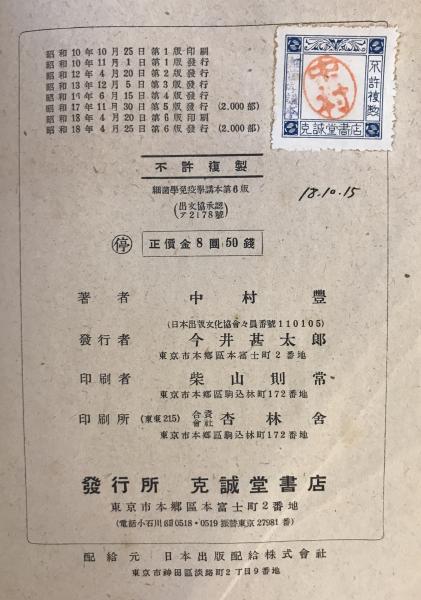 昭和10年10月25日第1版印刷
昭和10年11月1日第1版發行
昭和12年4月20日第2版發行
昭和13年12月5日第3版發行
昭和16年6月15日第4版發行
昭和17年11月30日第5版發行(2.000部)
昭和18年4月20日第6版印刷
昭和18年4月25日第6版發行(2.000部)
不許複製
克誠堂書店
中村
不許複製
細菌學免疫學講本第6版
(出文協承認
ア2178號)
18.10.15
停 正價金8圓50錢
著者 中村豐
(日本出版文化協會々員番號110105)
發行者 今井甚太郎
東京市本鄕區本富士町2番地
印刷者 柴山則常
東京市本鄕區駒込林町172番地
印刷所 (東東215) 合資會社 杏林舍
東京市本鄕區駒込林町172番地
發行所 克誠堂書店
東京市本鄕區本富士町2番地
(電話小石川 0518・0519 振替東京27981番)
配給元 日本出版配給株式會社
東京市神田區淡路町2丁目9番地